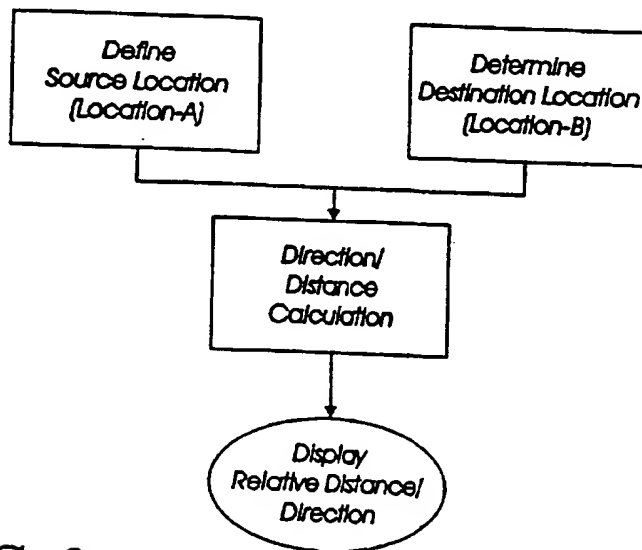 Define
Source Location
(Location-A)
Determine
Destination Location
(Location-B)
Direction/
Distance
Calculation
Display
Relative Distance/
Direction